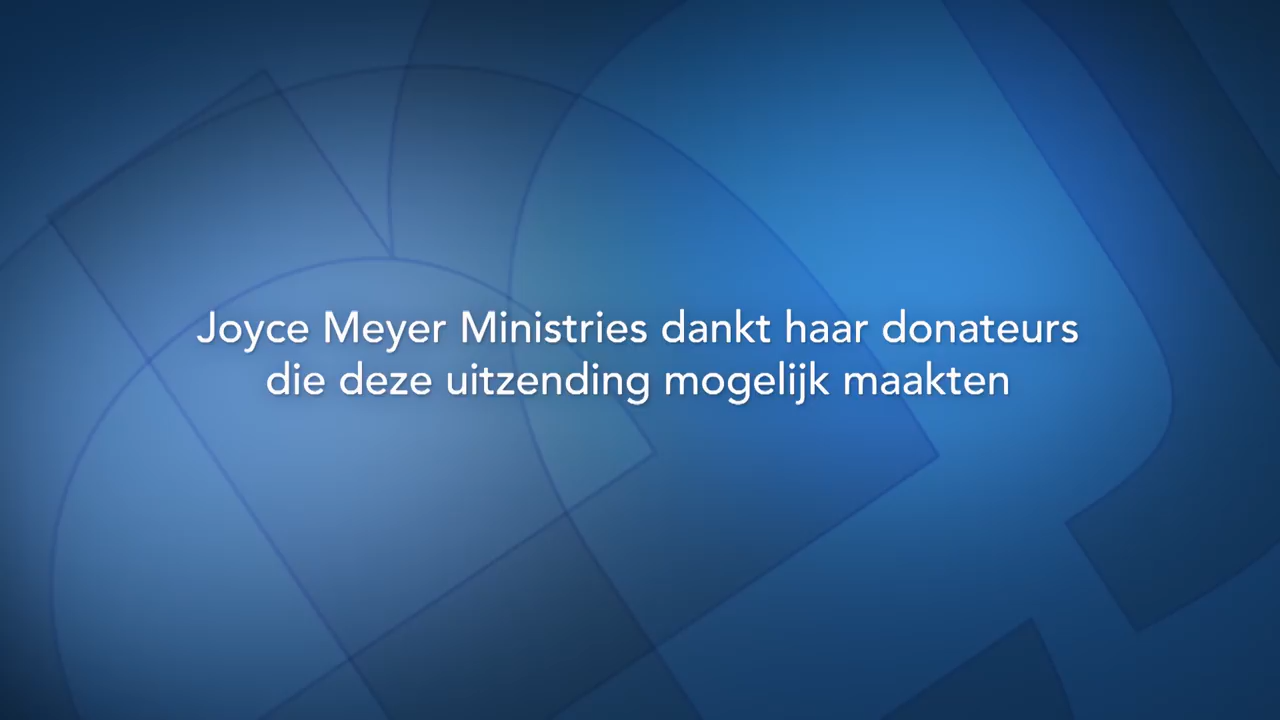 Joyce Meyer Ministries dankt haar donateurs
die deze uitzending mogelijk maakten